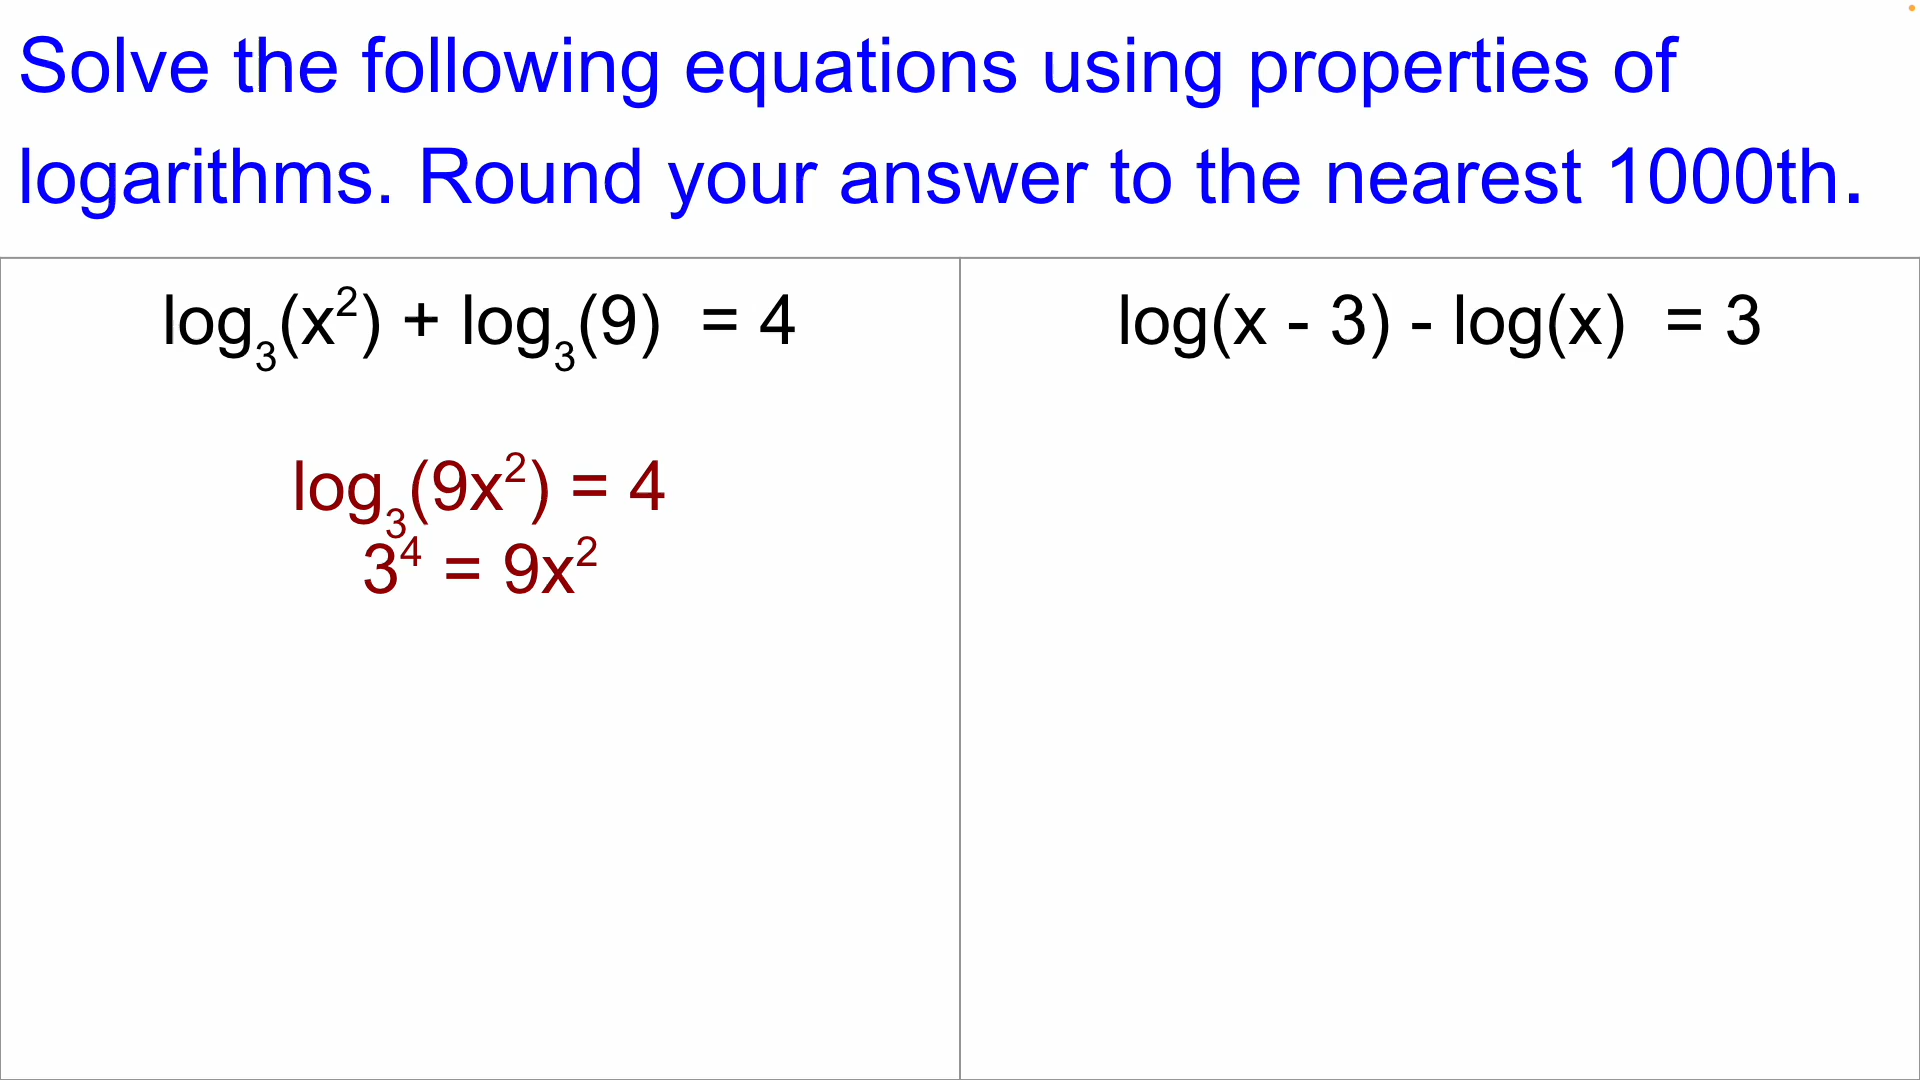 Solve the following equations using properties of
logarithms. Round your answer to the nearest 1000th.
log₃(x²) + log₃(9) = 4
log₃(9x²) = 4
3⁴ = 9x²
log(x - 3) - log(x) = 3